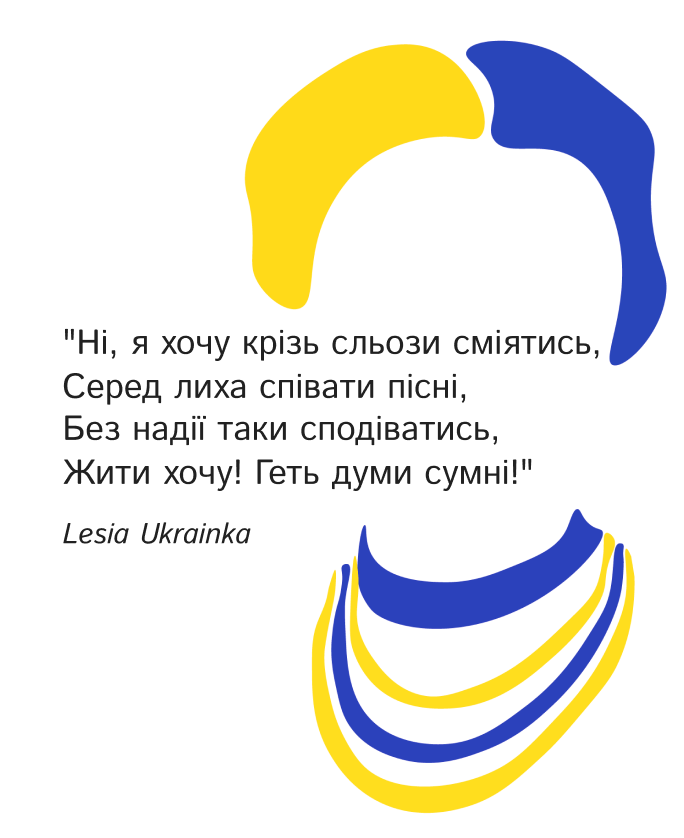 "Ні, я хочу крізь сльози сміятись,
Серед лиха співати пісні,
Без надії таки сподіватись,
Жити хочу! Геть думи сумні!"
Lesia Ukrainka